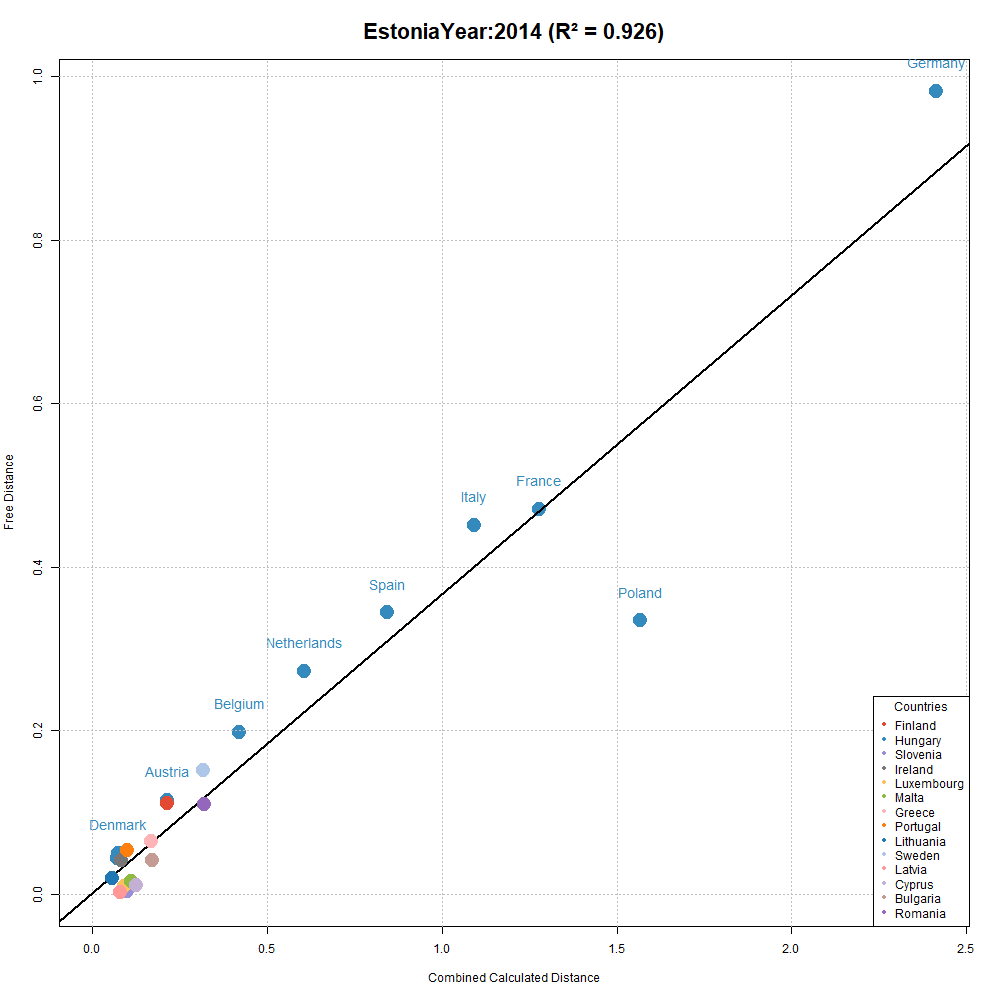 EstoniaYear:2014 (R² = 0.926)
Germany
France
Italy
Poland
Spain
Netherlands
Belgium
Austria
Denmark
1.0
0.8
0.6
0.4
0.2
0.0
Free Distance
0.0 0.5 1.0 1.5 2.0 2.5
Combined Calculated Distance
Countries
Finland
Hungary
Slovenia
Ireland
Luxembourg
Malta
Greece
Portugal
Lithuania
Sweden
Latvia
Cyprus
Bulgaria
Romania